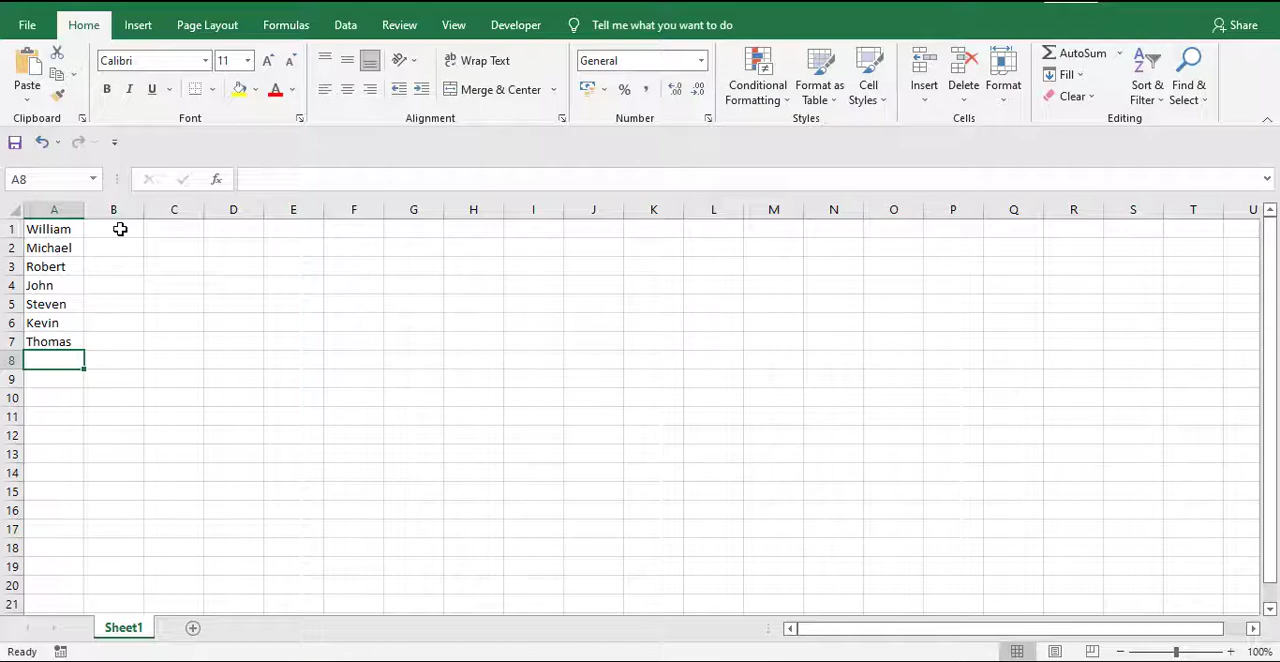 File Home Insert Page Layout Formulas Data Review View Developer Tell me what you want to do Share
Paste
Calibri 11
B I U
Wrap Text
Merge & Center
General
%
Conditional Formatting
Format as Table
Cell Styles
Insert
Delete
Format
AutoSum
Fill
Clear
Sort & Filter
Find & Select
Clipboard Font Alignment Number Styles Cells Editing
A8 fx
A B C D E F G H I J K L M N O P Q R S T U
1 William
2 Michael
3 Robert
4 John
5 Steven
6 Kevin
7 Thomas
8
9
10
11
12
13
14
15
16
17
18
19
20
21
Sheet1
Ready 100%